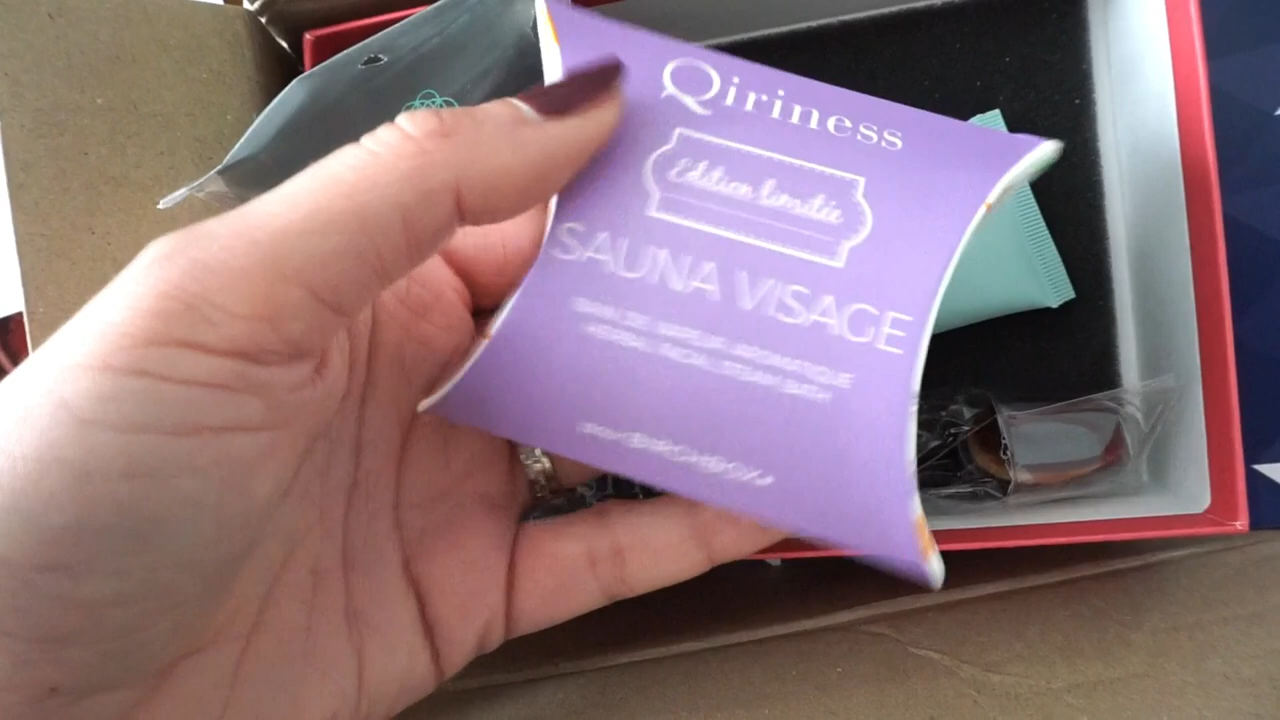 Qiriness
Edition limitée
SAUNA VISAGE
BAIN DE VAPEUR AROMATIQUE
HERBAL FACIAL STEAM BATH